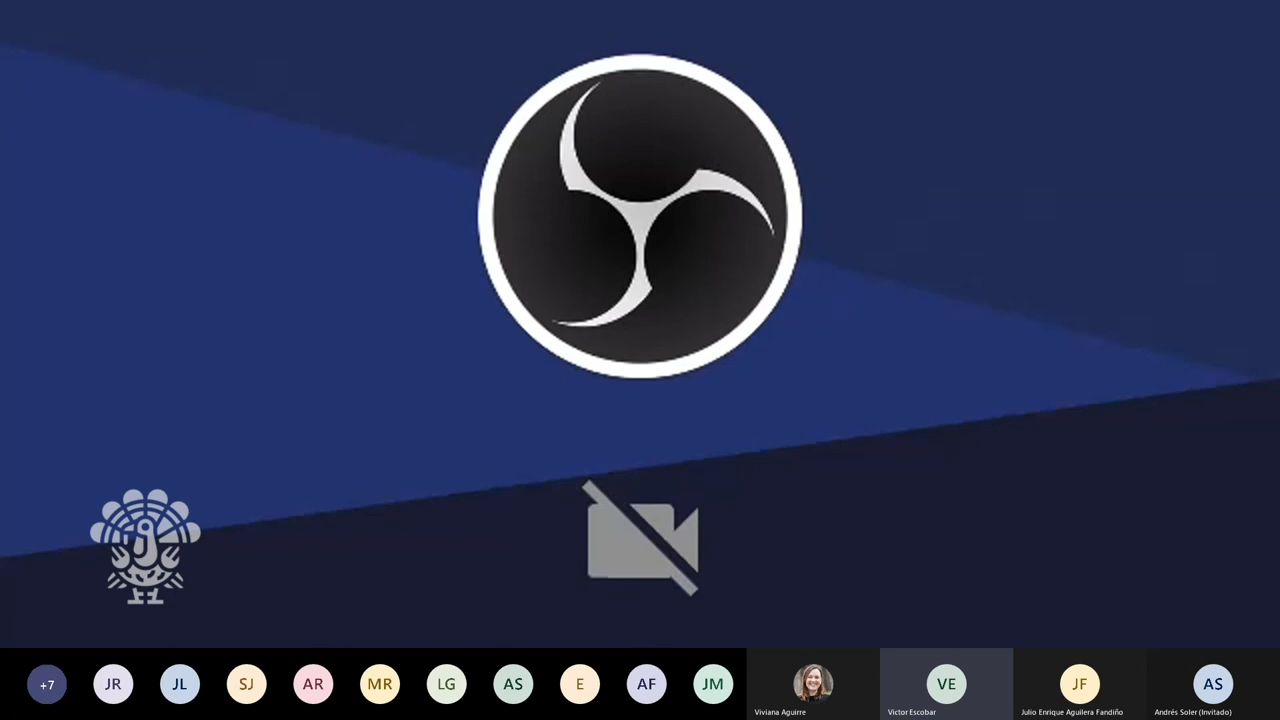 +7
JR
JL
SJ
AR
MR
LG
AS
E
AF
JM
VE
JF
AS
Viviana Aguirre
Victor Escobar
Julio Enrique Aguilera Fandiño
Andrés Soler (Invitado)